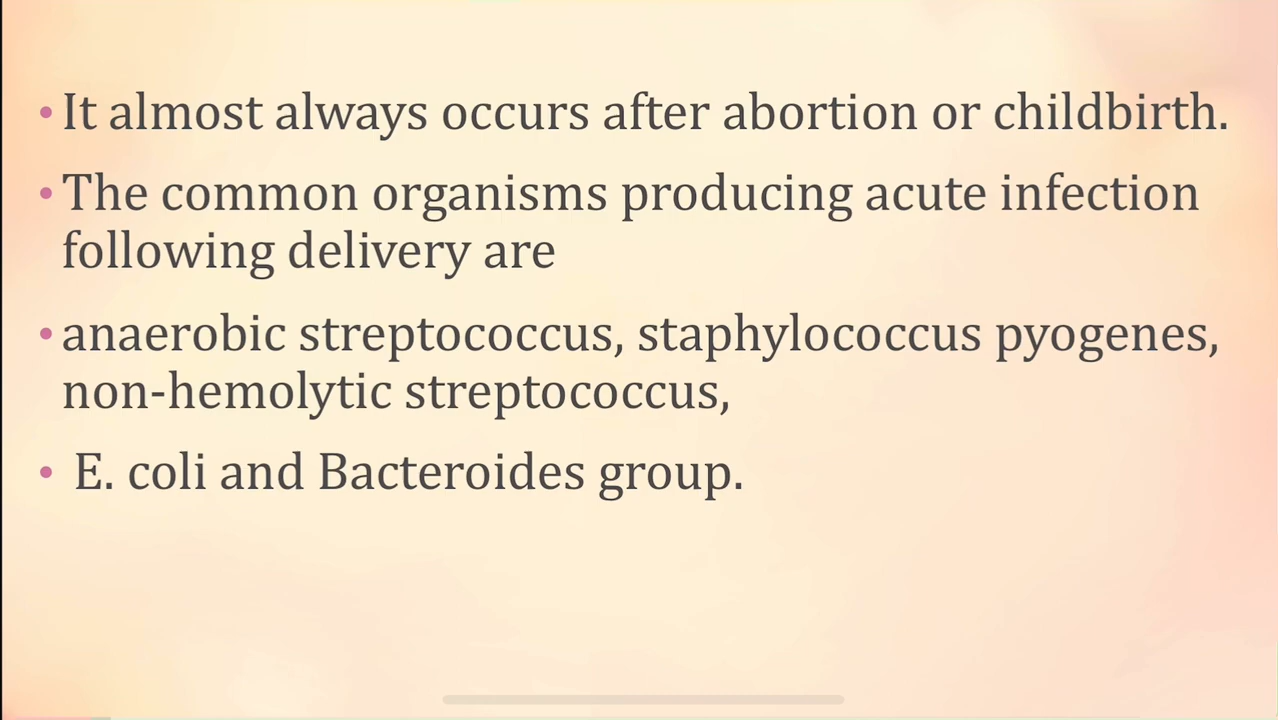 • It almost always occurs after abortion or childbirth.
• The common organisms producing acute infection
following delivery are
• anaerobic streptococcus, staphylococcus pyogenes,
non-hemolytic streptococcus,
• E. coli and Bacteroides group.